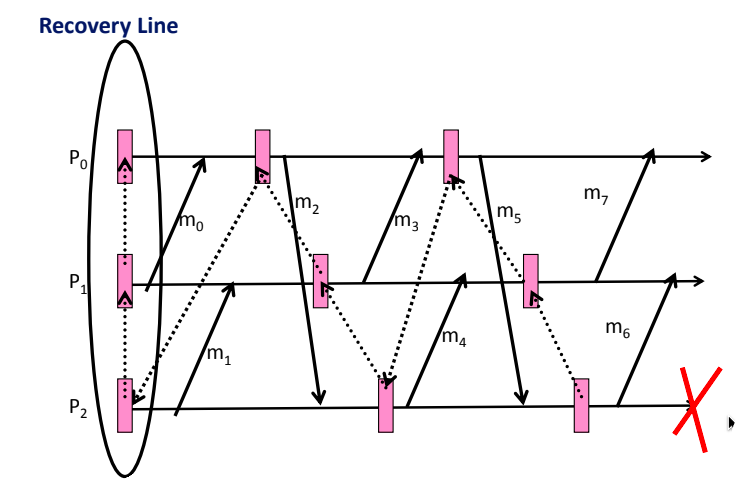 Recovery Line
P₀
m₀
m₂
m₃
m₅
m₇
P₁
m₁
m₄
m₆
P₂